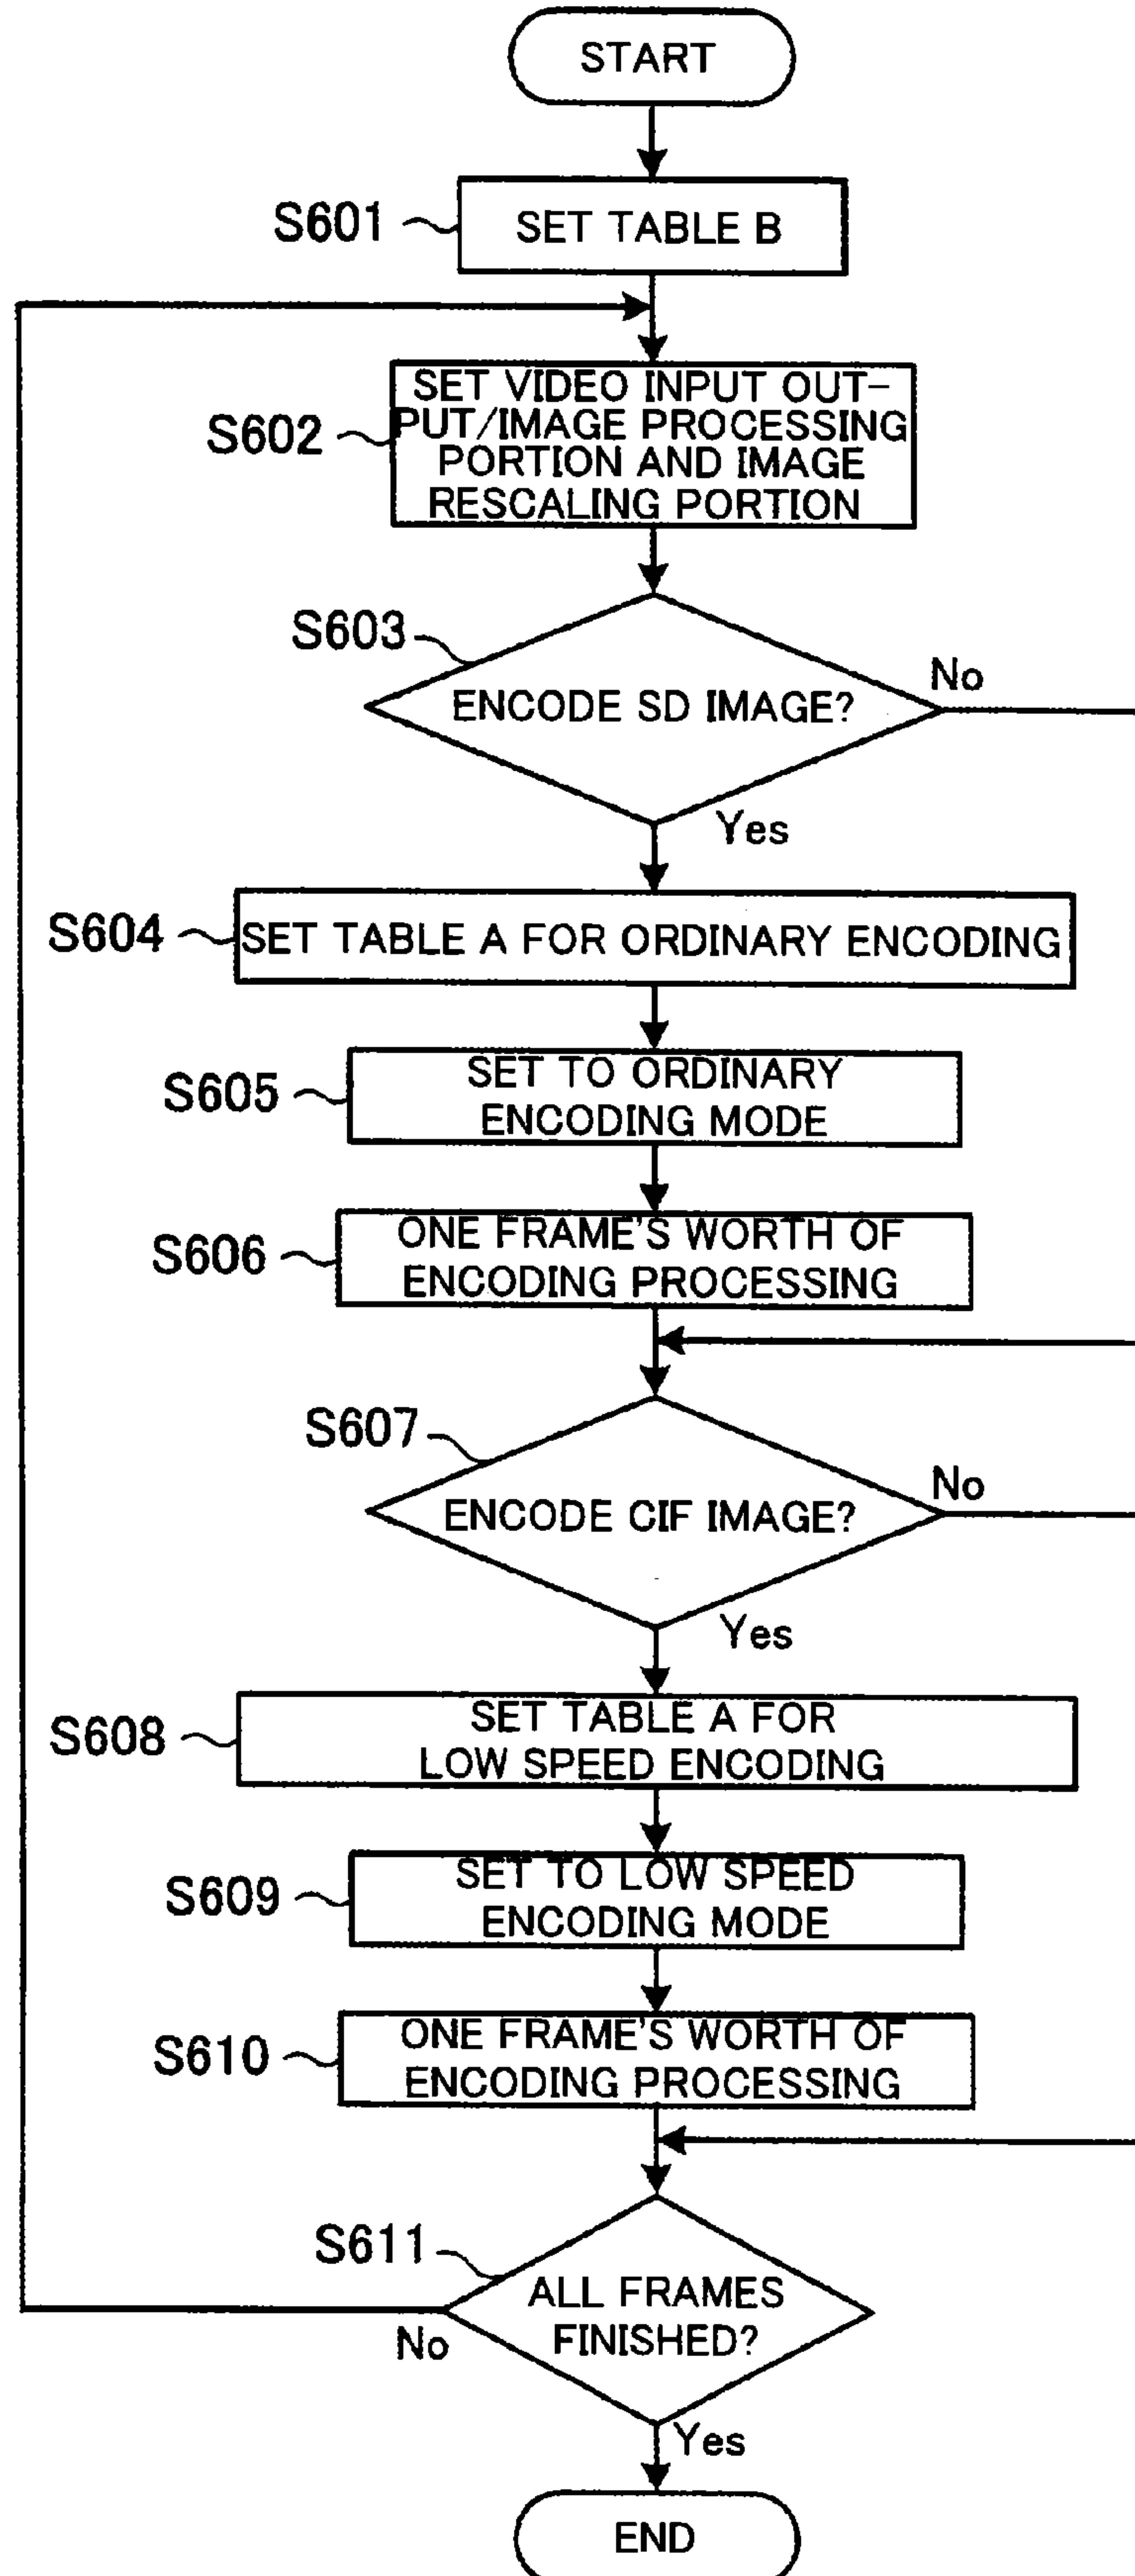 START
S601
SET TABLE B
S602
SET VIDEO INPUT OUT-
PUT/IMAGE PROCESSING
PORTION AND IMAGE
RESCALING PORTION
S603
ENCODE SD IMAGE?
No
Yes
S604
SET TABLE A FOR ORDINARY ENCODING
S605
SET TO ORDINARY
ENCODING MODE
S606
ONE FRAME'S WORTH OF
ENCODING PROCESSING
S607
ENCODE CIF IMAGE?
No
Yes
S608
SET TABLE A FOR
LOW SPEED ENCODING
S609
SET TO LOW SPEED
ENCODING MODE
S610
ONE FRAME'S WORTH OF
ENCODING PROCESSING
S611
ALL FRAMES
FINISHED?
No
Yes
END